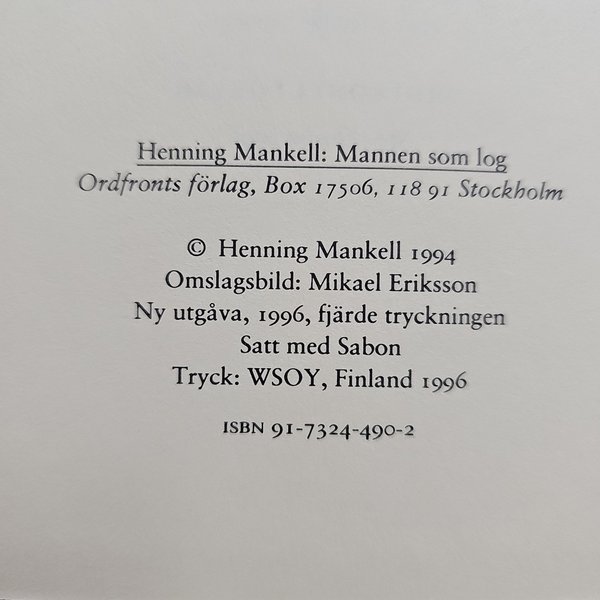 Henning Mankell: Mannen som log
Ordfronts förlag, Box 17506, 118 91 Stockholm
© Henning Mankell 1994
Omslagsbild: Mikael Eriksson
Ny utgåva, 1996, fjärde tryckningen
Satt med Sabon
Tryck: WSOY, Finland 1996
ISBN 91-7324-490-2